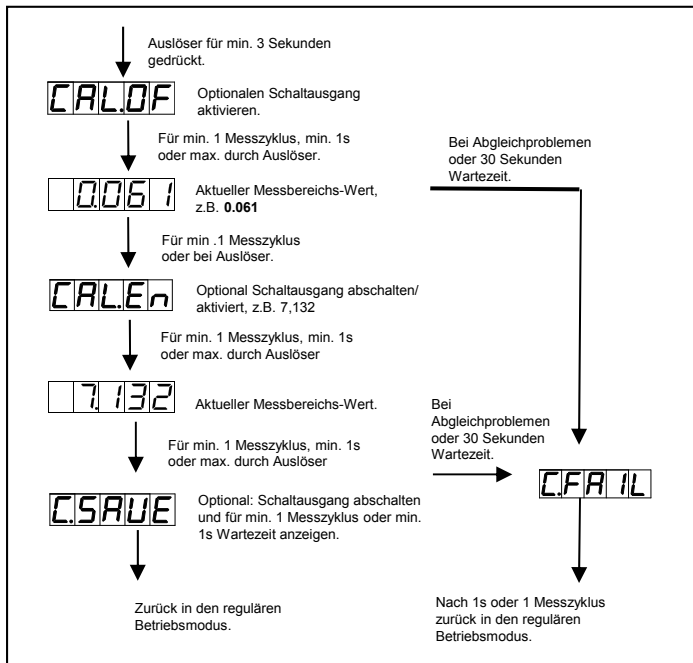 Auslöser für min. 3 Sekunden
gedrückt.
CAL.OF
Optionalen Schaltausgang
aktivieren.
Für min. 1 Messzyklus, min. 1s
oder max. durch Auslöser.
Bei Abgleichproblemen
oder 30 Sekunden
Wartezeit.
0.061
Aktueller Messbereichs-Wert,
z.B. 0.061
Für min .1 Messzyklus
oder bei Auslöser.
CAL.En
Optional Schaltausgang abschalten/
aktiviert, z.B. 7,132
Für min. 1 Messzyklus, min. 1s
oder max. durch Auslöser
7.132
Aktueller Messbereichs-Wert.
Bei
Abgleichproblemen
oder 30 Sekunden
Wartezeit.
Für min. 1 Messzyklus, min. 1s
oder max. durch Auslöser
C.SAUE
Optional: Schaltausgang abschalten
und für min. 1 Messzyklus oder min.
1s Wartezeit anzeigen.
C.FAIL
Zurück in den regulären
Betriebsmodus.
Nach 1s oder 1 Messzyklus
zurück in den regulären
Betriebsmodus.